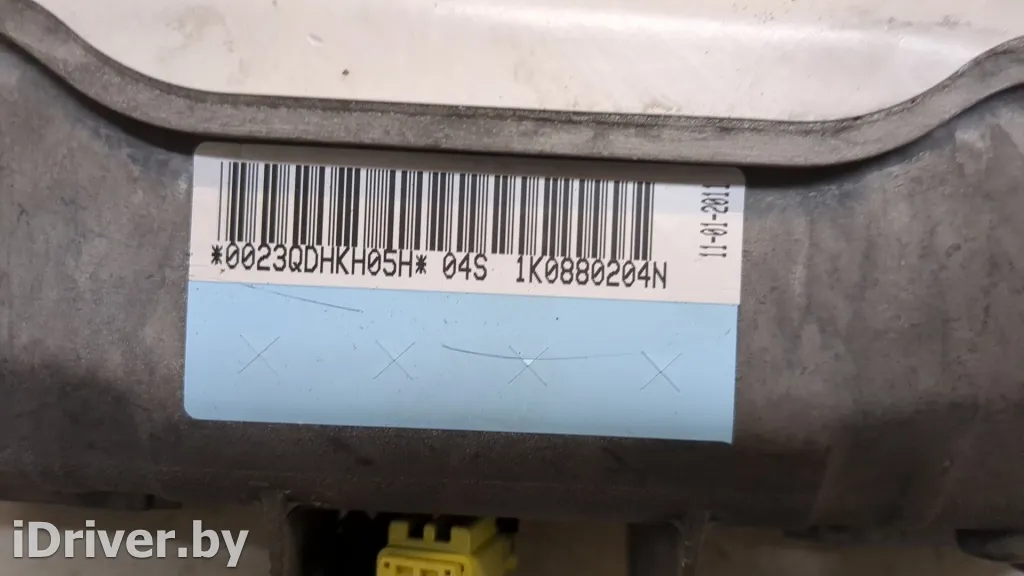 *0023QDHKH05H* 04S 1K0880204N
11-01-2011
iDriver.by